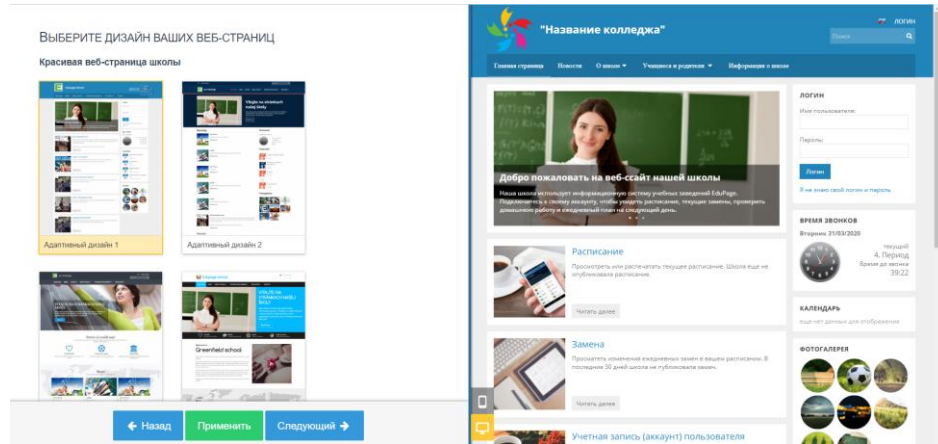 ВЫБЕРИТЕ ДИЗАЙН ВАШИХ ВЕБ-СТРАНИЦ
Красивая веб-страница школы
Адаптивный дизайн 1
Адаптивный дизайн 2
Greenfield school
← Назад
Применить
Следующий →
"Название колледжа"
ЛОГИН
Поиск
Главная страница
Новости
О школе
Учащиеся и родители
Информация о школе
Добро пожаловать на веб-ссайт нашей школы
Наша школа использует информационную систему учебных заведений EduPage.
Подключитесь к своему аккаунту, чтобы увидеть расписание, текущие замены, проверить
домашнюю работу и ежедневный план на следующий день.
Расписание
Просмотреть или распечатать текущее расписание. Школа еще не
опубликовала расписание.
Читать далее
Замена
Просматеть изменения ежедневных замен в вашем расписании. В
последние 30 дней школа не публиковала замен.
Читать далее
Учетная запись (аккаунт) пользователя
ЛОГИН
Имя пользователя:
Пароль:
Логин
Я не знаю свой логин и пароль
ВРЕМЯ ЗВОНКОВ
Вторник 31/03/2020
текущий
4. Период
Время до звонка
39:22
КАЛЕНДАРЬ
еще нет данных для отображения
ФОТОГАЛЕРЕЯ